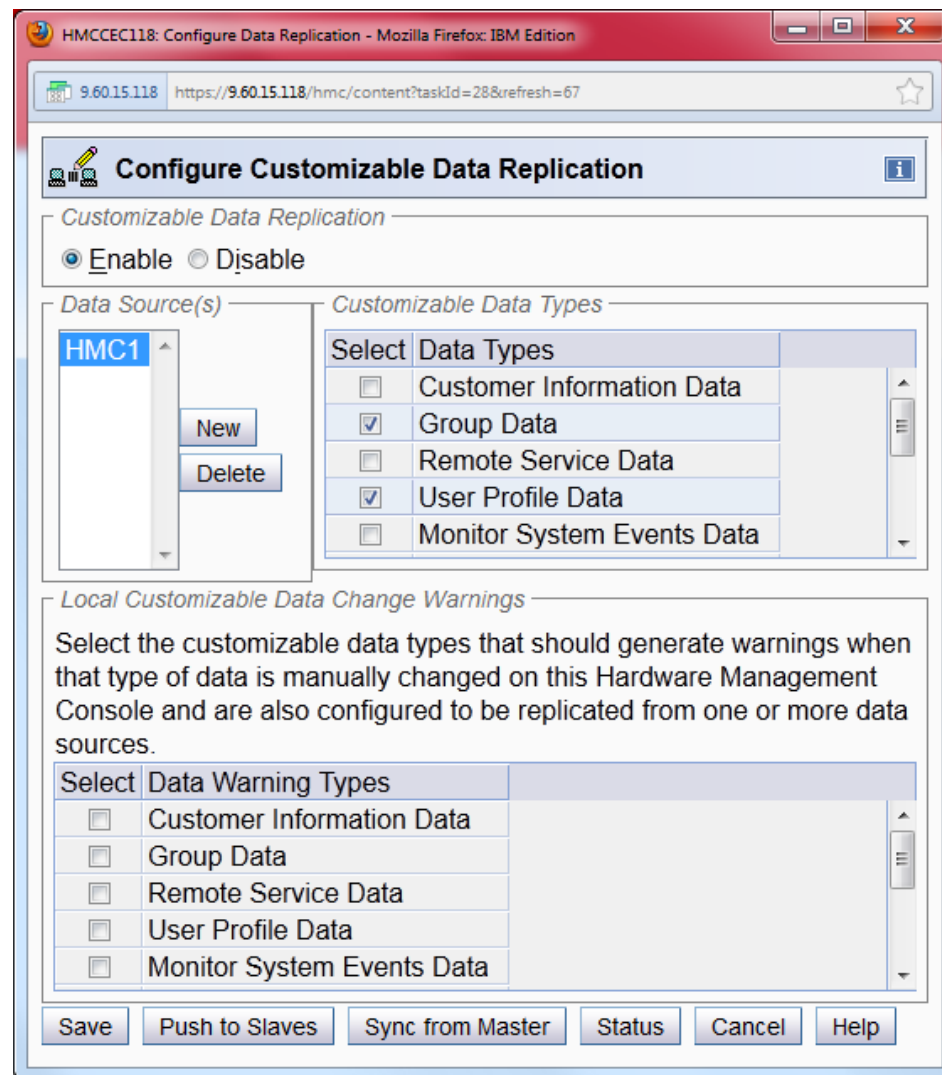 HMCCEC118: Configure Data Replication - Mozilla Firefox: IBM Edition
9.60.15.118 https://9.60.15.118/hmc/content?taskId=28&refresh=67
Configure Customizable Data Replication
Customizable Data Replication
Enable Disable
Data Source(s)
HMC1
New
Delete
Customizable Data Types
Select Data Types
Customer Information Data
Group Data
Remote Service Data
User Profile Data
Monitor System Events Data
Local Customizable Data Change Warnings
Select the customizable data types that should generate warnings when
that type of data is manually changed on this Hardware Management
Console and are also configured to be replicated from one or more data
sources.
Select Data Warning Types
Customer Information Data
Group Data
Remote Service Data
User Profile Data
Monitor System Events Data
Save Push to Slaves Sync from Master Status Cancel Help